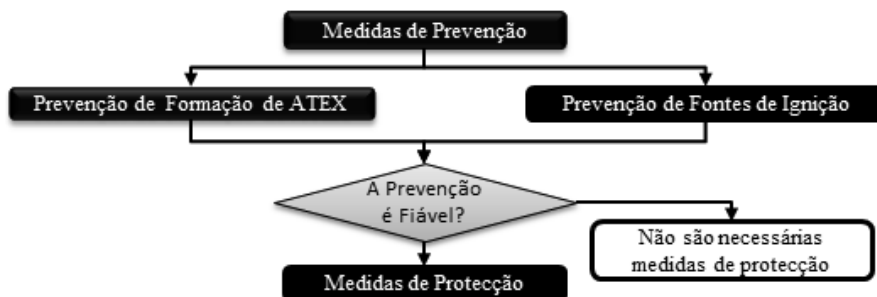 Medidas de Prevenção
Prevenção de Formação de ATEX
Prevenção de Fontes de Ignição
A Prevenção
é Fiável?
Não são necessárias
medidas de protecção
Medidas de Protecção